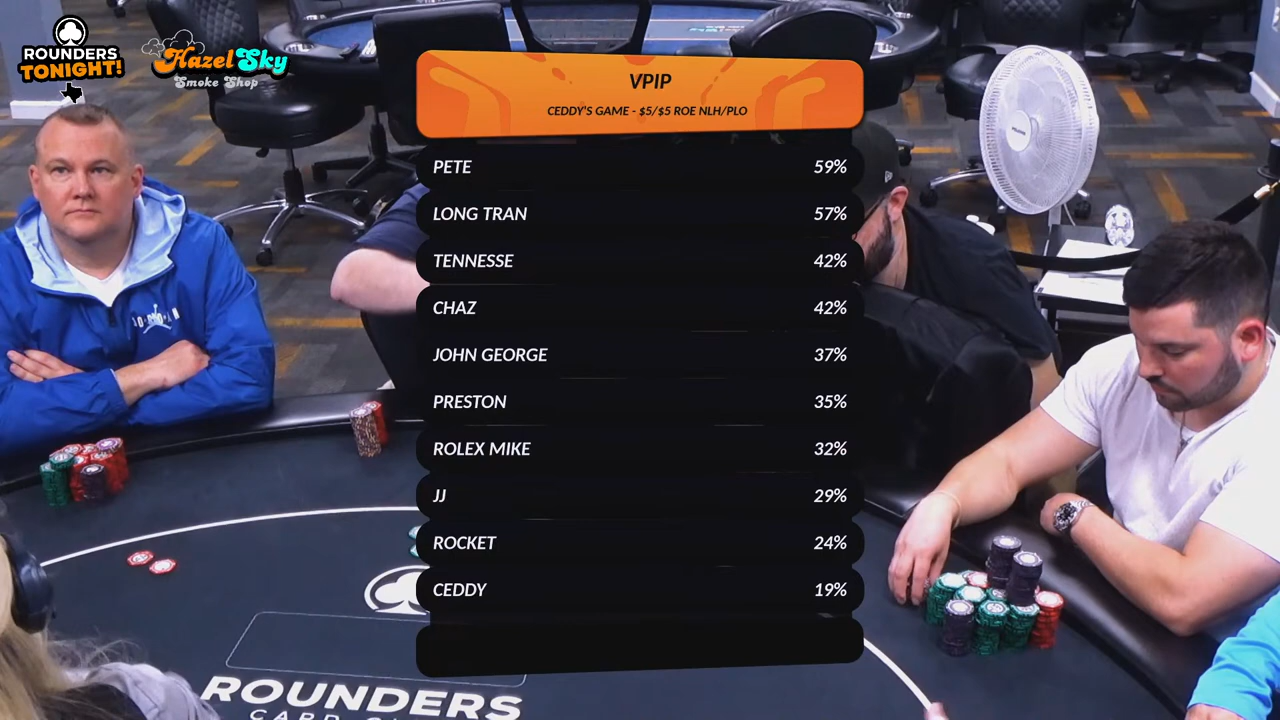 ROUNDERS
TONIGHT!
Hazel Sky
Smoke Shop
VPIP
CEDDY'S GAME - $5/$5 ROE NLH/PLO
PETE 59%
LONG TRAN 57%
TENNESSE 42%
CHAZ 42%
JOHN GEORGE 37%
PRESTON 35%
ROLEX MIKE 32%
JJ 29%
ROCKET 24%
CEDDY 19%
ROUNDERS